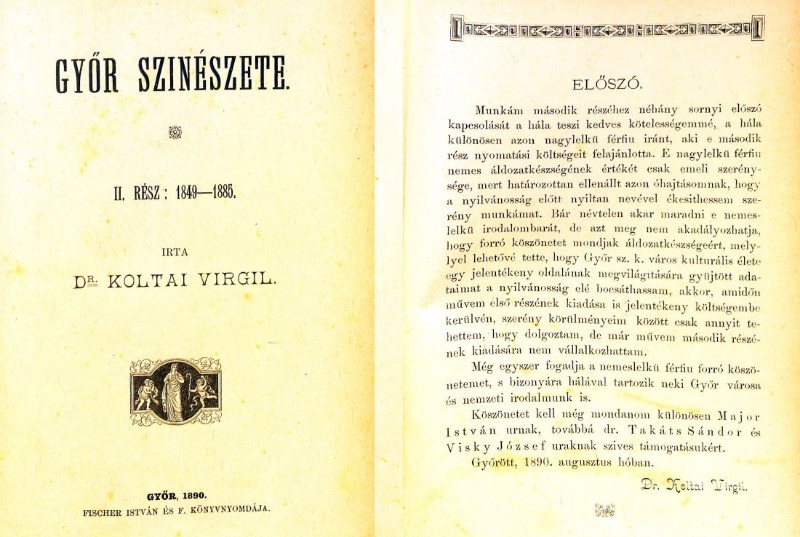 GYŐR SZINÉSZETE.
II. RÉSZ: 1849—1885.
IRTA
DR. KOLTAI VIRGIL.
GYŐR, 1890.
FISCHER ISTVÁN ÉS F. KÖNYVNYOMDÁJA.
ELŐSZÓ.
Munkám második részéhez néhány sornyi előszó
kapcsolását a hála teszi kedves kötelességemmé, a hála
különösen azon nagylelkü férfiu iránt, aki e második
rész nyomatási költségeit felajánlotta. E nagylelkü férfiu
nemes áldozatkészségének értékét csak emeli szerény-
sége, mert határozottan ellenállt azon óhajtásomnak, hogy
a nyilvánosság előtt nyiltan nevével ékesithessem sze-
rény munkámat. Bár névtelen akar maradni e nemes-
lelkü irodalombarát, de azt meg nem akadályozhatja,
hogy forró köszönetet mondjak áldozatkészségeért, mely-
lyel lehetővé tette, hogy Győr sz. k. város kulturális élete
egy jelentékeny oldalának megvilágitására gyüjtött ada-
taimat a nyilvánosság elé bocsáthassam, akkor, amidőn
művem első részének kiadása is jelentékeny költségembe
kerülvén, szerény körülményeim között csak annyit te-
hettem, hogy dolgoztam, de már művem második részé-
nek kiadására nem vállalkozhattam.
Még egyszer fogadja a nemeslelkü férfiu forró köszö-
netemet, s bizonyára hálával tartozik neki Győr városa
és nemzeti irodalmunk is.
Köszönetet kell még mondanom különösen Major
István urnak, továbbá dr. Takáts Sándor és
Visky József uraknak szives támogatásukért.
Győrött, 1890. augusztus hóban.
Dr. Koltai Virgil.